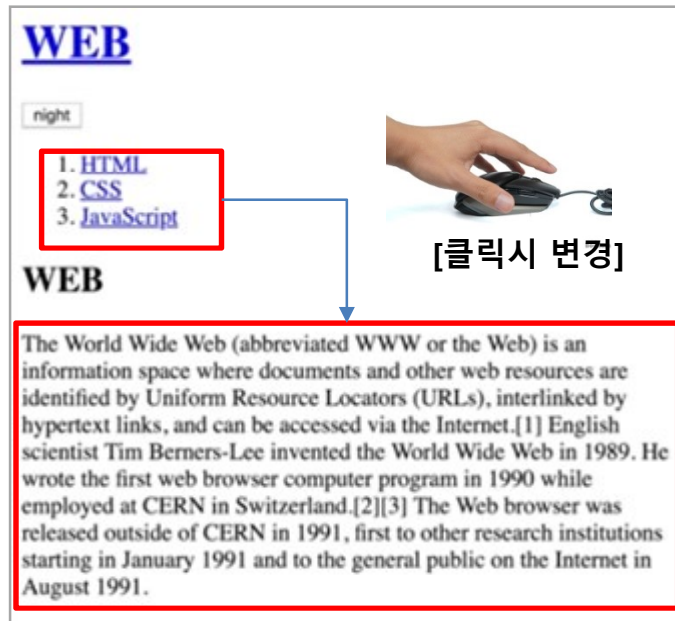 WEB
night
1. HTML
2. CSS
3. JavaScript
[클릭시 변경]
WEB
The World Wide Web (abbreviated WWW or the Web) is an
information space where documents and other web resources are
identified by Uniform Resource Locators (URLs), interlinked by
hypertext links, and can be accessed via the Internet.[1] English
scientist Tim Berners-Lee invented the World Wide Web in 1989. He
wrote the first web browser computer program in 1990 while
employed at CERN in Switzerland.[2][3] The Web browser was
released outside of CERN in 1991, first to other research institutions
starting in January 1991 and to the general public on the Internet in
August 1991.